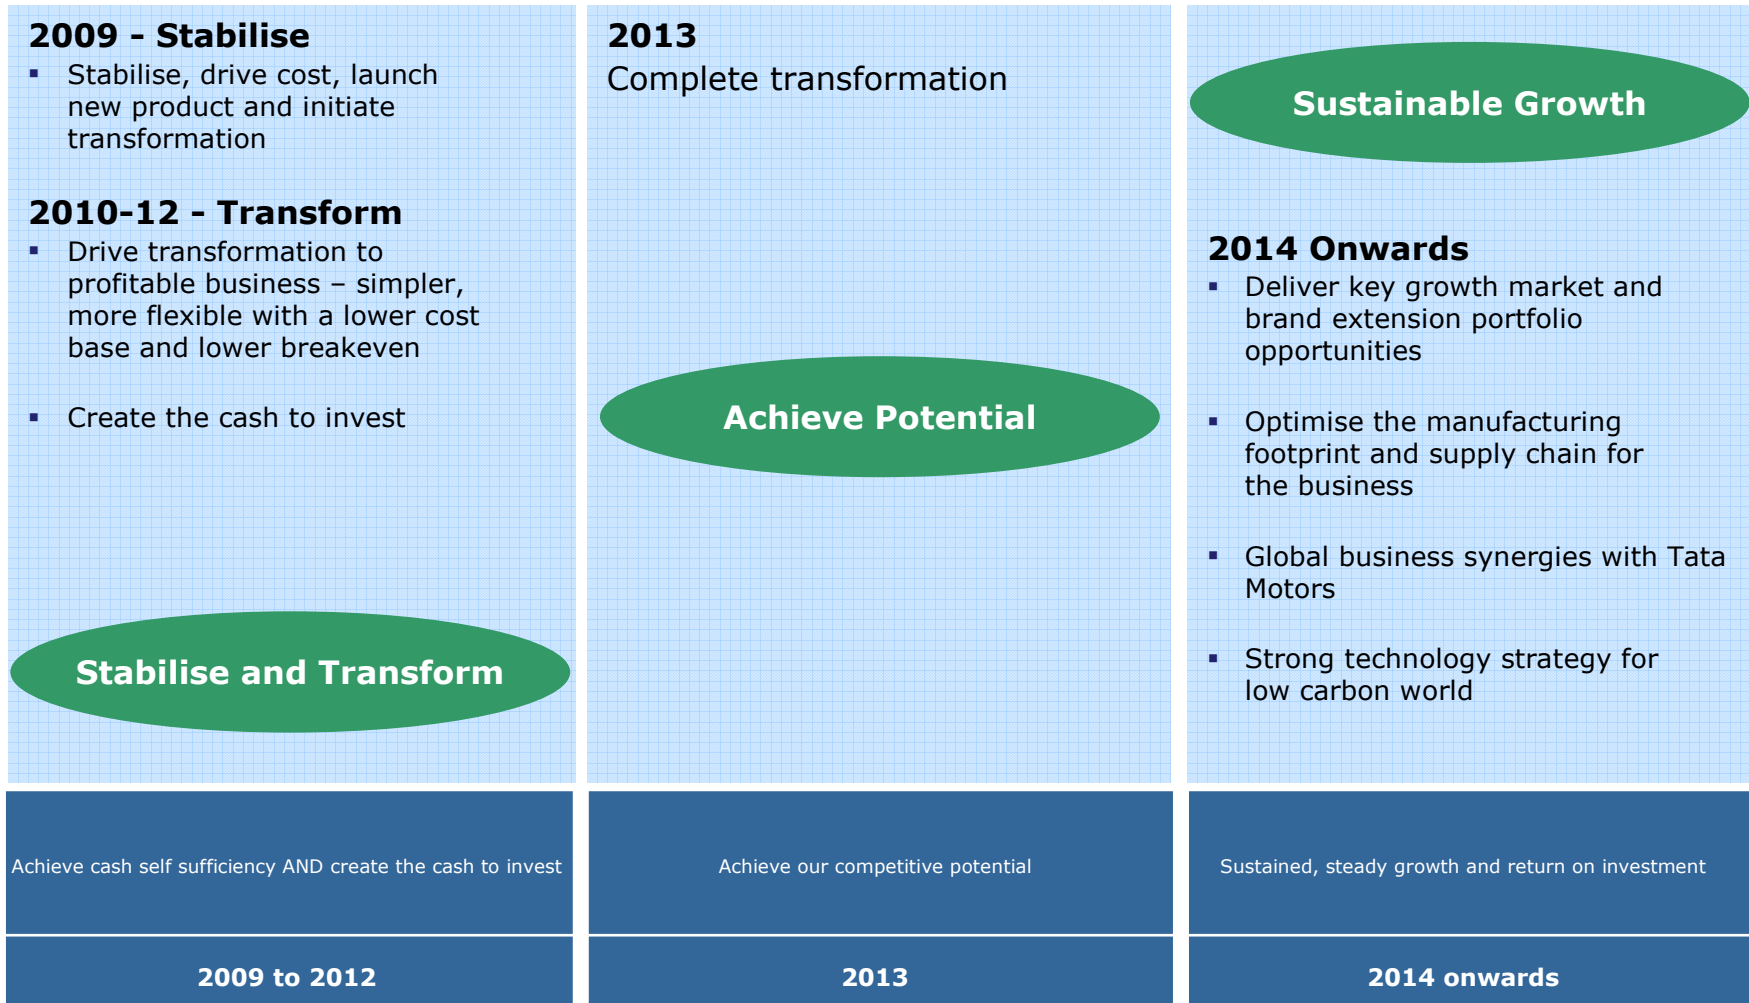 2009 - Stabilise
▪ Stabilise, drive cost, launch
new product and initiate
transformation
2010-12 - Transform
▪ Drive transformation to
profitable business – simpler,
more flexible with a lower cost
base and lower breakeven
▪ Create the cash to invest
Stabilise and Transform
Achieve cash self sufficiency AND create the cash to invest
2009 to 2012
2013
Complete transformation
Achieve Potential
Achieve our competitive potential
2013
Sustainable Growth
2014 Onwards
▪ Deliver key growth market and
brand extension portfolio
opportunities
▪ Optimise the manufacturing
footprint and supply chain for
the business
▪ Global business synergies with Tata
Motors
▪ Strong technology strategy for
low carbon world
Sustained, steady growth and return on investment
2014 onwards